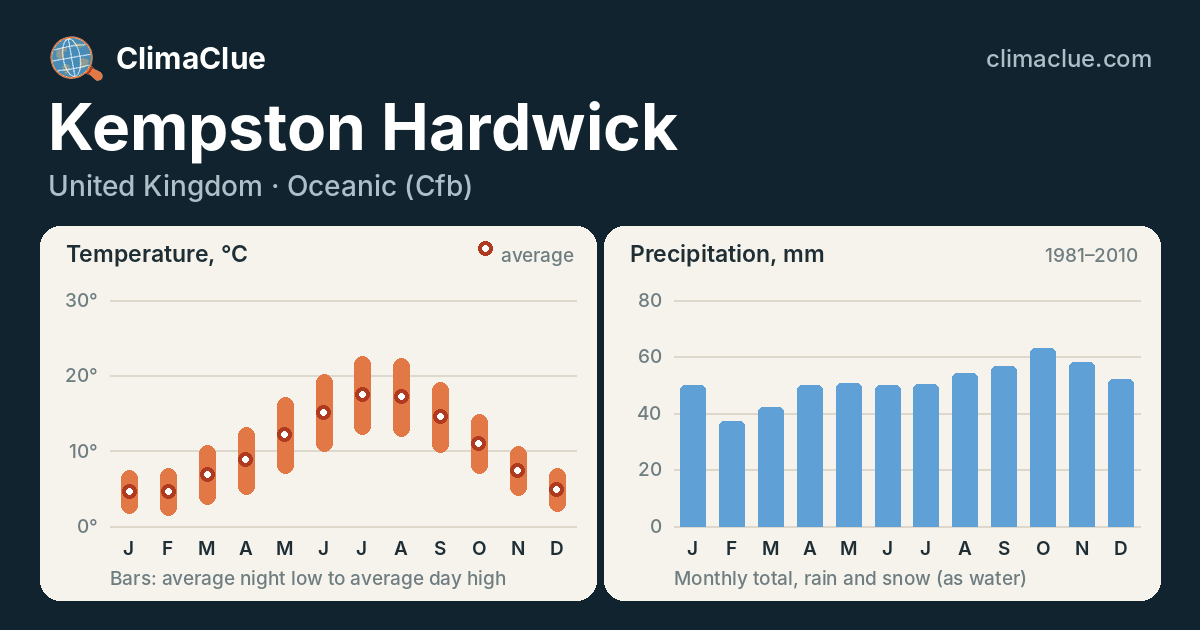 ClimaClue
climaclue.com
Kempston Hardwick
United Kingdom · Oceanic (Cfb)
Temperature, °C
average
30°
20°
10°
0°
J F M A M J J A S O N D
Bars: average night low to average day high
Precipitation, mm
1981–2010
80
60
40
20
0
J F M A M J J A S O N D
Monthly total, rain and snow (as water)